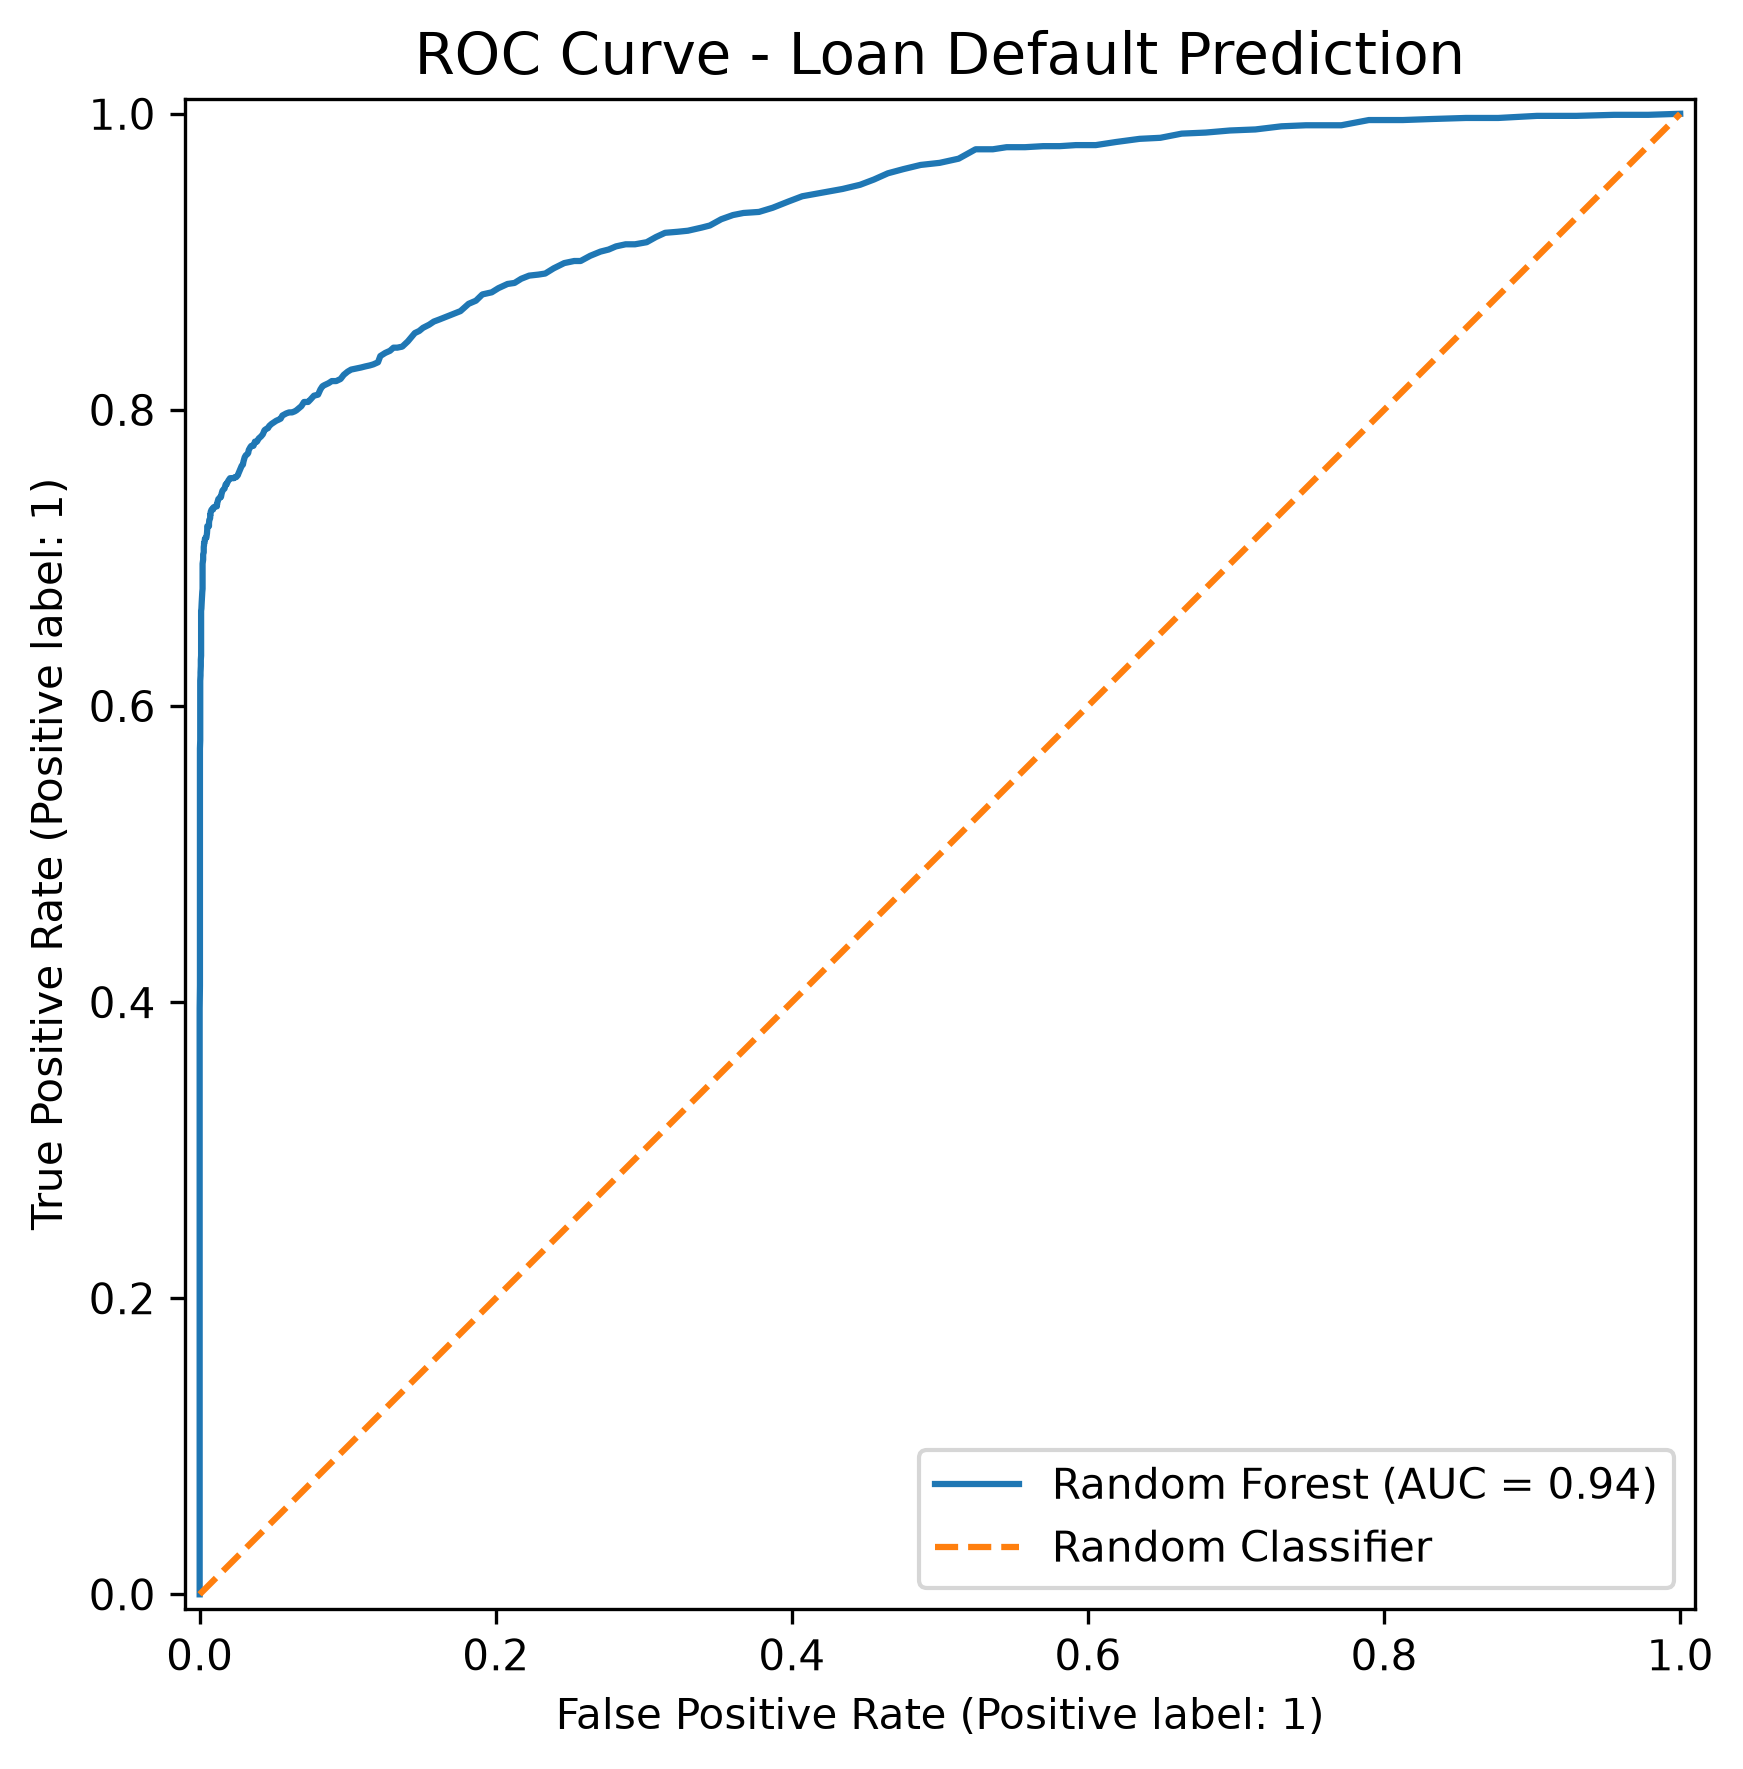 ROC Curve - Loan Default Prediction
True Positive Rate (Positive label: 1)
1.0
0.8
0.6
0.4
0.2
0.0
Random Forest (AUC = 0.94)
Random Classifier
0.0 0.2 0.4 0.6 0.8 1.0
False Positive Rate (Positive label: 1)